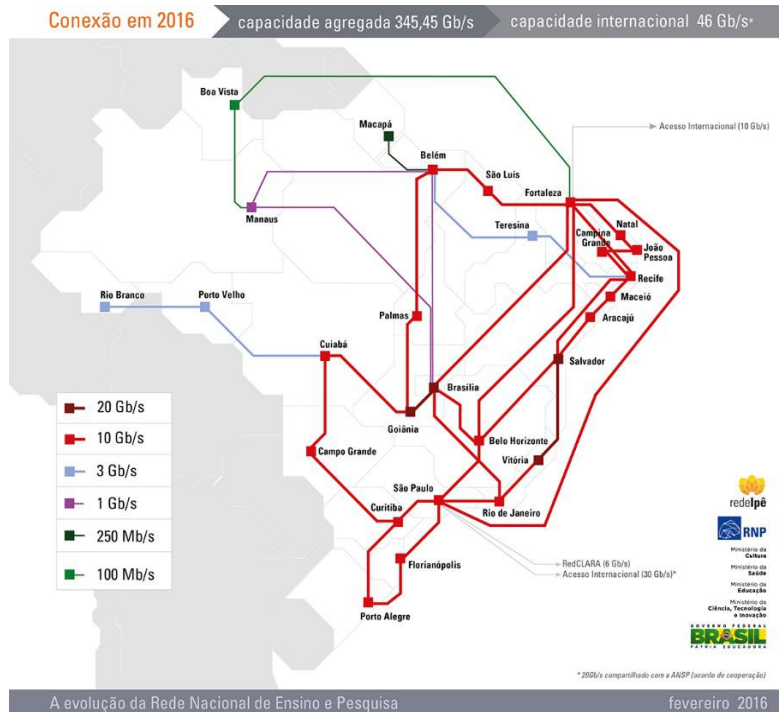 Conexão em 2016
capacidade agregada 345,45 Gb/s
capacidade internacional 46 Gb/s*
Boa Vista
Macapá
Acesso Internacional (10 Gb/s)
Belém
São Luís
Fortaleza
Manaus
Teresina
Natal
Campina
Grande
João
Pessoa
Recife
Rio Branco
Porto Velho
Maceió
Palmas
Aracajú
Cuiabá
Salvador
Brasília
Goiânia
20 Gb/s
10 Gb/s
3 Gb/s
1 Gb/s
250 Mb/s
100 Mb/s
Belo Horizonte
Campo Grande
Vitória
São Paulo
Rio de Janeiro
Curitiba
Florianópolis
Porto Alegre
RedCLARA (6 Gb/s)
Acesso Internacional (30 Gb/s)*
redeIpê
RNP
Ministério da
Cultura
Ministério da
Saúde
Ministério da
Educação
Ministério da
Ciência, Tecnologia
e Inovação
GOVERNO FEDERAL
BRASIL
PÁTRIA EDUCADORA
* 20Gb/s compartilhado com a ANSP (acordo de cooperação)
A evolução da Rede Nacional de Ensino e Pesquisa
fevereiro 2016